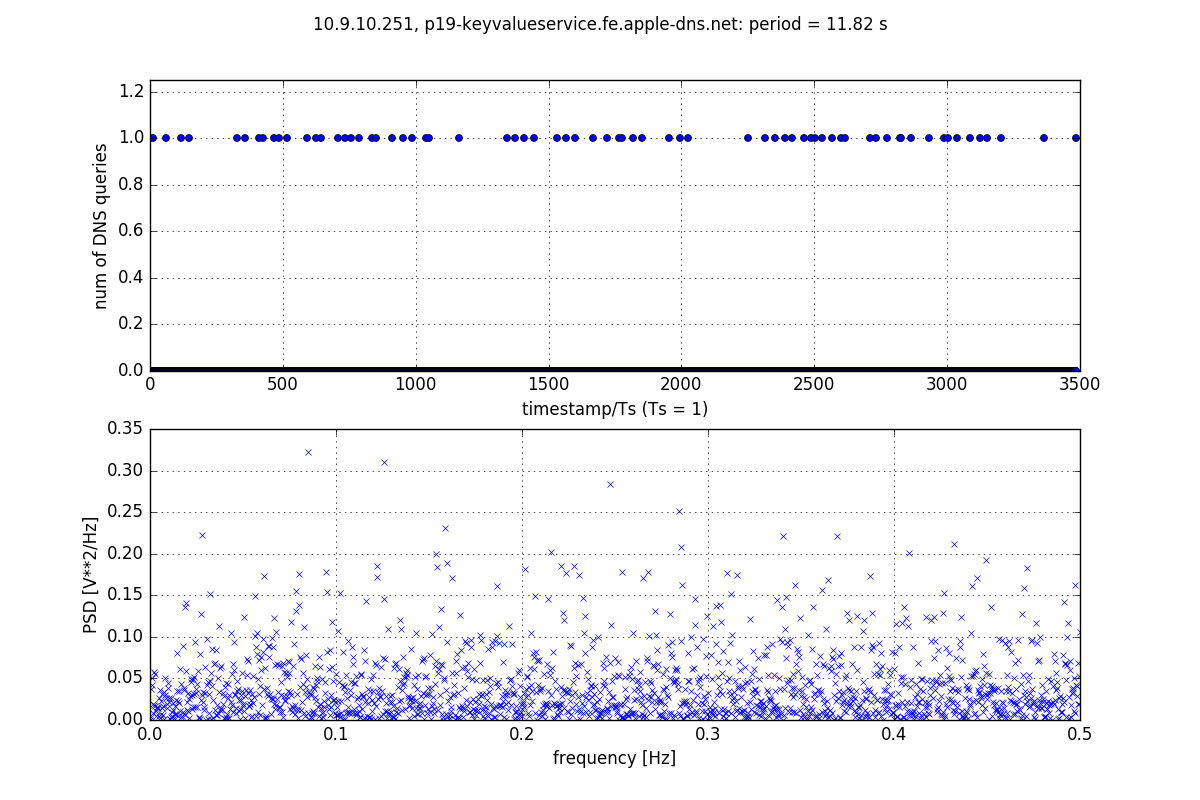 10.9.10.251, p19-keyvalueservice.fe.apple-dns.net: period = 11.82 s
1.2
1.0
0.8
0.6
0.4
0.2
0.0
num of DNS queries
0 500 1000 1500 2000 2500 3000 3500
timestamp/Ts (Ts = 1)
0.35
0.30
0.25
0.20
0.15
0.10
0.05
0.00
PSD [V**2/Hz]
0.0 0.1 0.2 0.3 0.4 0.5
frequency [Hz]